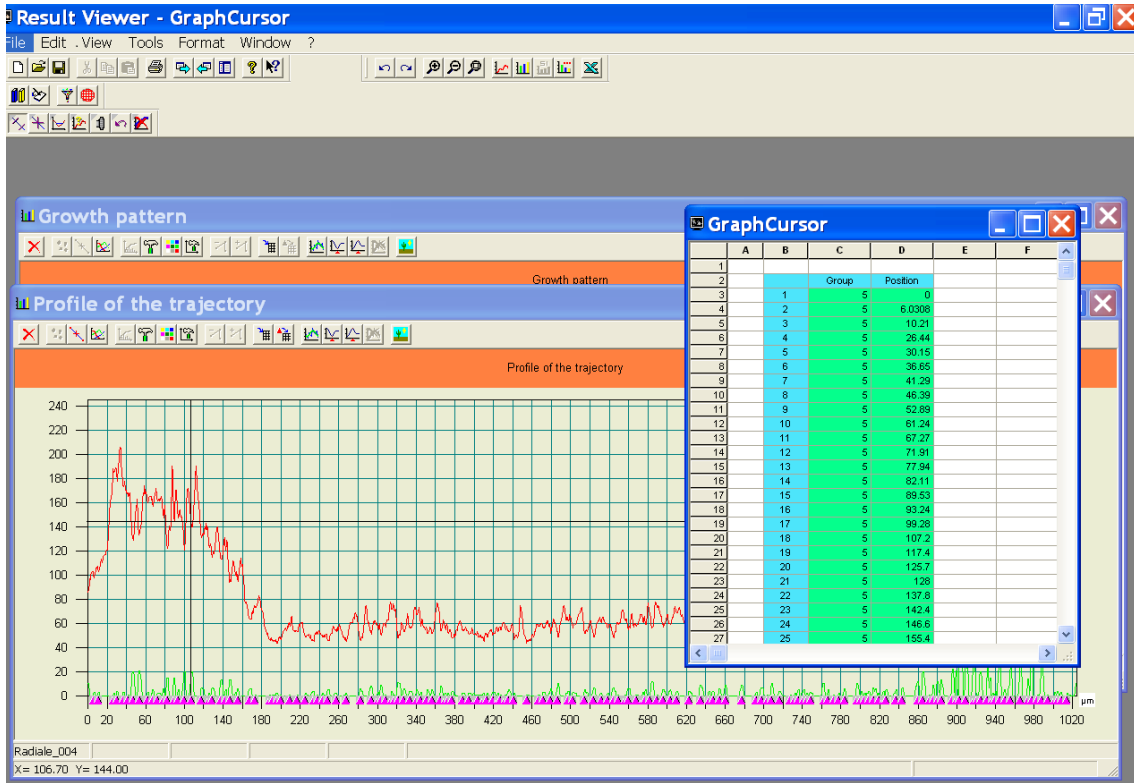 Result Viewer - GraphCursor
File Edit View Tools Format Window ?
Growth pattern
Growth pattern
Profile of the trajectory
Profile of the trajectory
240
220
200
180
160
140
120
100
80
60
40
20
0
0 20 60 100 140 180 220 260 300 340 380 420 460 500 540 580 620 660 700 740 780 820 860 900 940 980 1020
µm
Radiale_004
X= 106.70 Y= 144.00
GraphCursor
A B C D E F
1
2 Group Position
3 1 5 0
4 2 5 6.0308
5 3 5 10.21
6 4 5 26.44
7 5 5 30.15
8 6 5 36.65
9 7 5 41.29
10 8 5 46.39
11 9 5 52.89
12 10 5 61.24
13 11 5 67.27
14 12 5 71.91
15 13 5 77.94
16 14 5 82.11
17 15 5 89.53
18 16 5 93.24
19 17 5 99.28
20 18 5 107.2
21 19 5 117.4
22 20 5 125.7
23 21 5 128
24 22 5 137.8
25 23 5 142.4
26 24 5 146.6
27 25 5 155.4